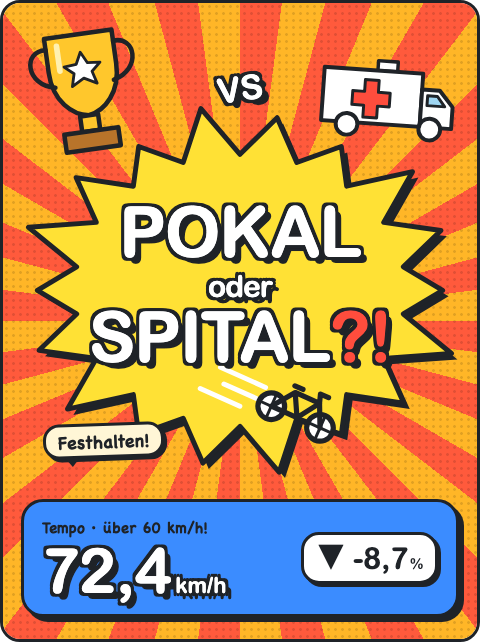 VS
POKAL
oder
SPITAL?!
Festhalten!
Tempo · über 60 km/h!
72,4 km/h
▼ -8,7%